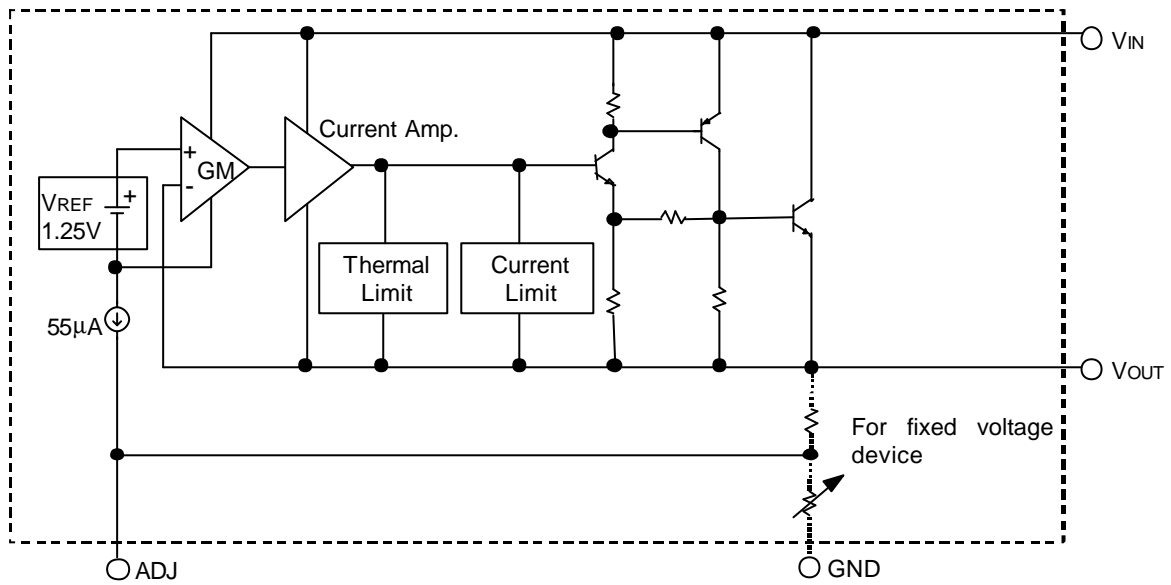 VIN
Current Amp.
+
GM
-
+
VREF
1.25V
Thermal
Limit
Current
Limit
55μA
VOUT
For fixed voltage
device
ADJ
GND